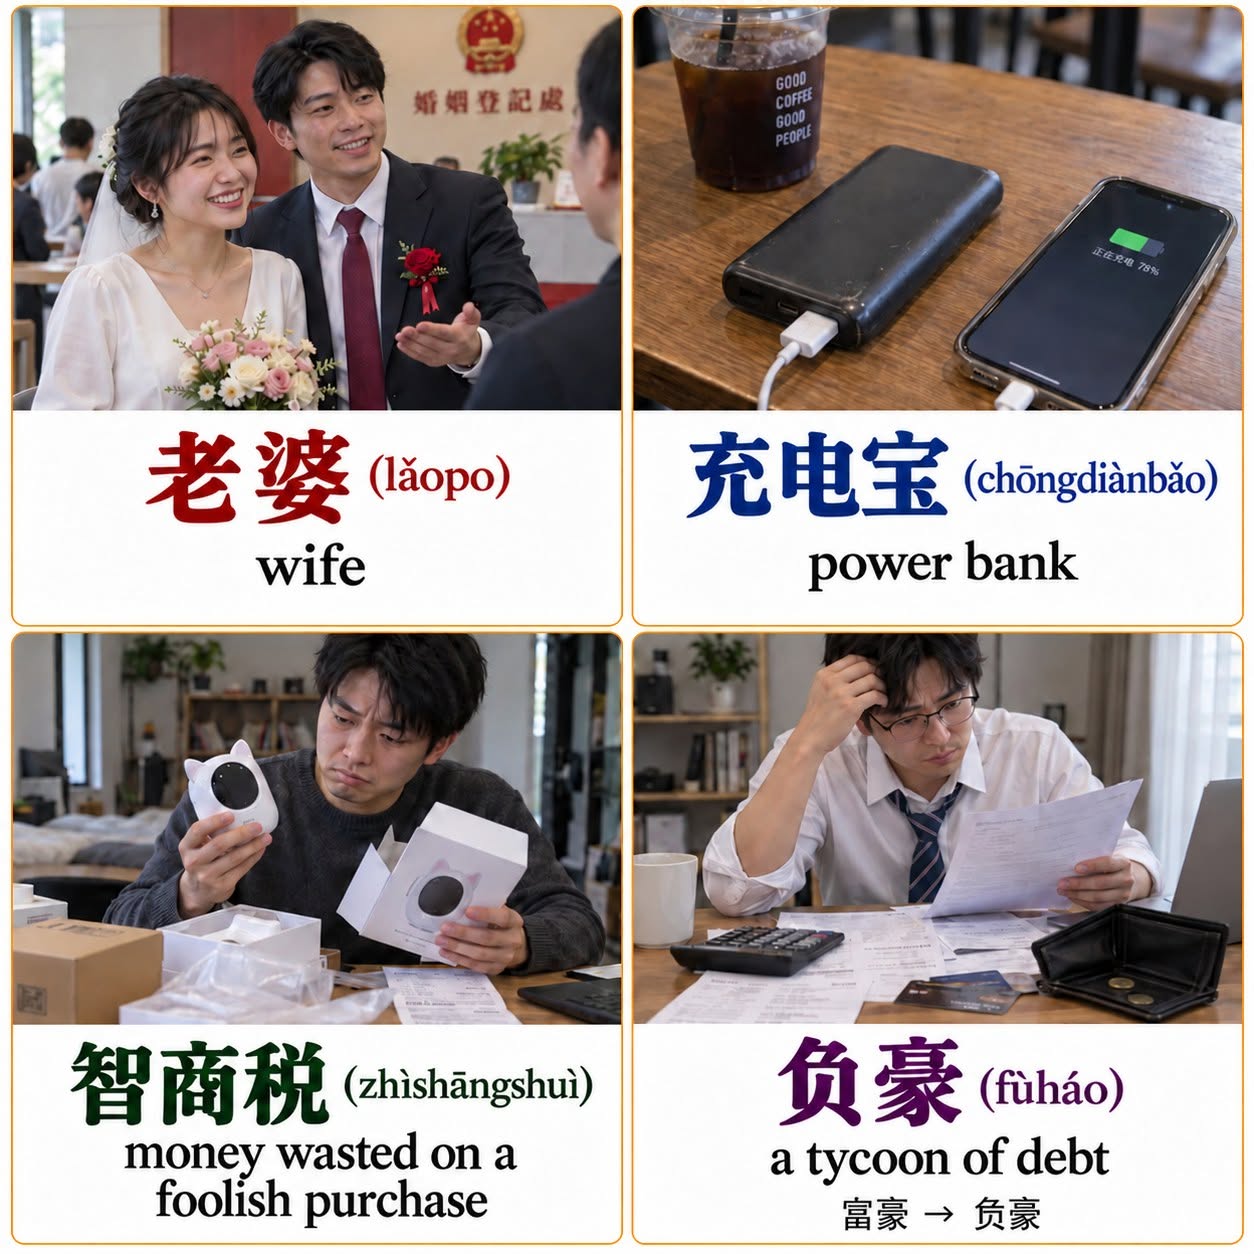 婚姻登記處
老婆 (lǎopo)
wife
GOOD
COFFEE
GOOD
PEOPLE
正在充电 78%
充电宝 (chōngdiànbǎo)
power bank
智商税 (zhìshāngshuì)
money wasted on a
foolish purchase
负豪 (fùháo)
a tycoon of debt
富豪 → 负豪